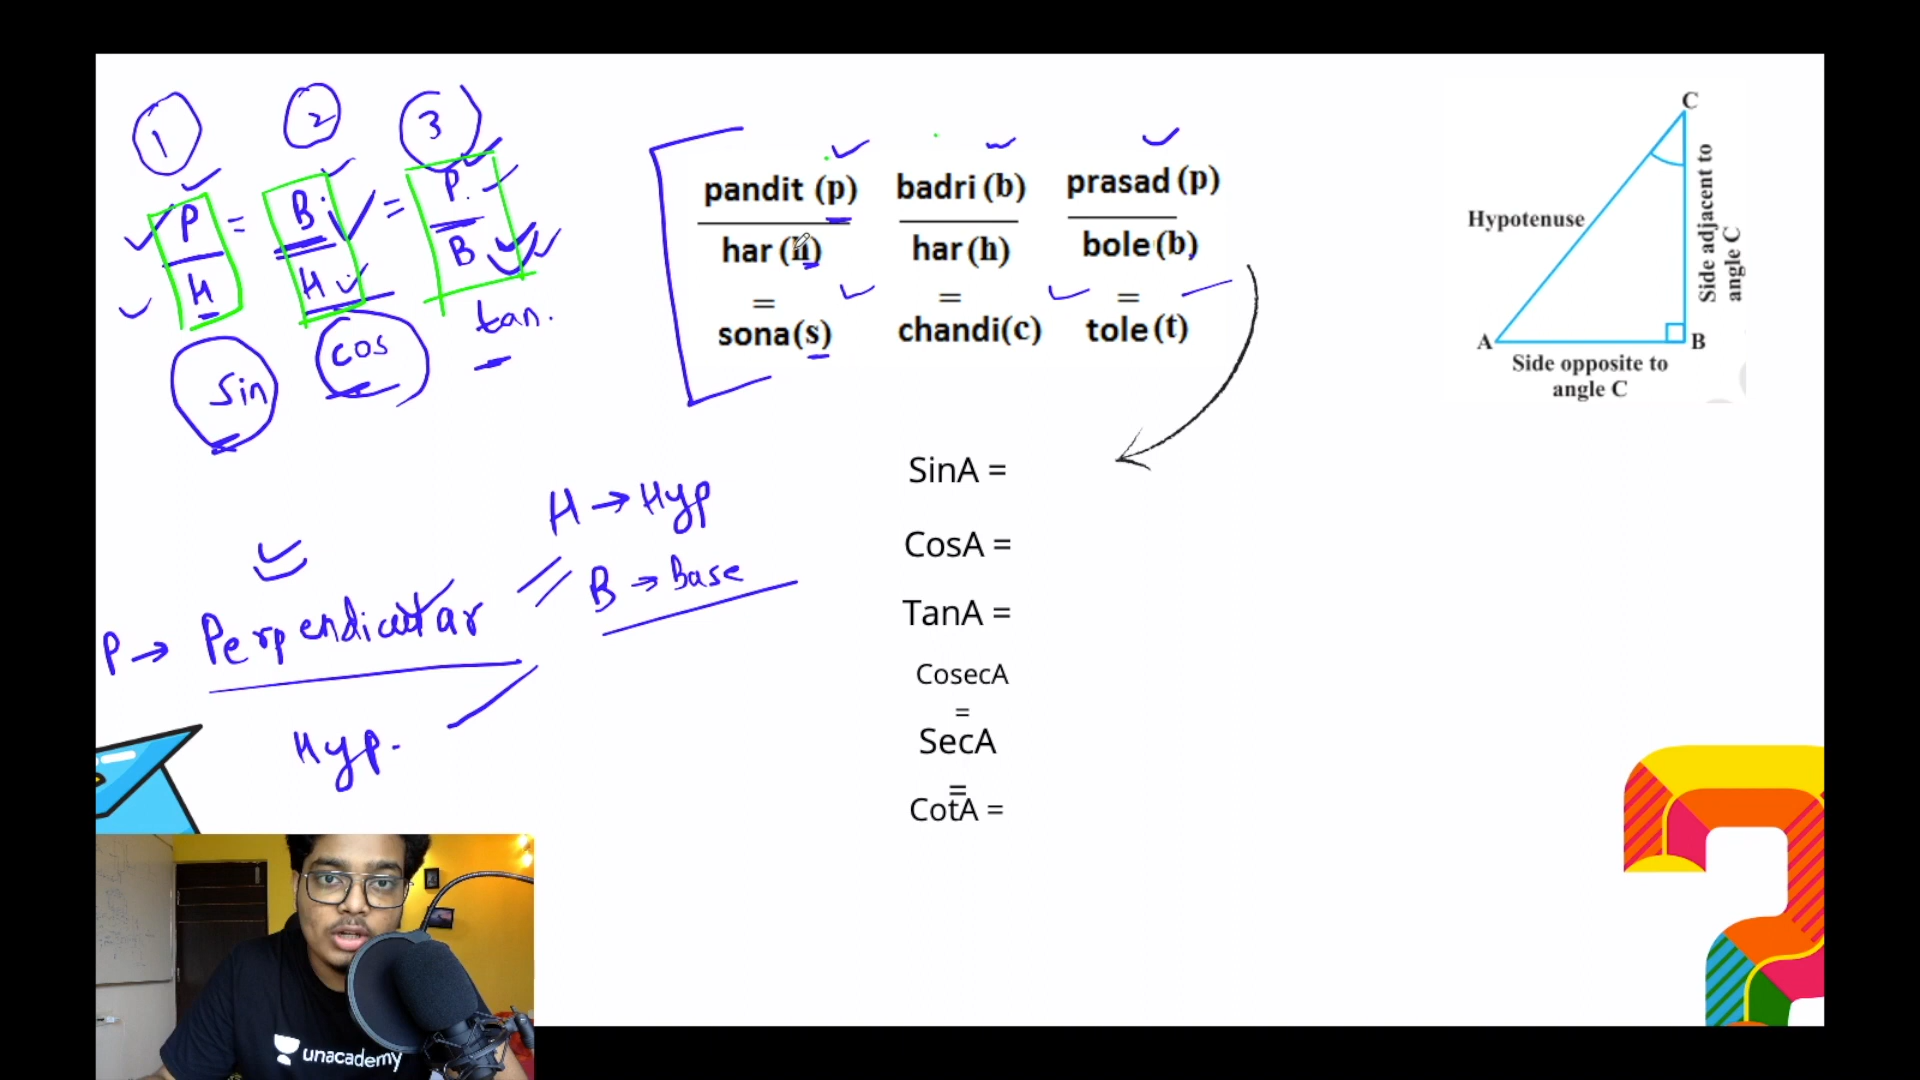 1 2 3
P = B = P
H H B
sin cos tan.
pandit (p) badri (b) prasad (p)
har (h) har (h) bole (b)
= = =
sona(s) chandi(c) tole (t)
C
Hypotenuse
Side adjacent to
angle C
A B
Side opposite to
angle C
H → Hyp
B → Base
P → Perpendicular
Hyp.
SinA =
CosA =
TanA =
CosecA
=
SecA
=
CotA =
unacademy